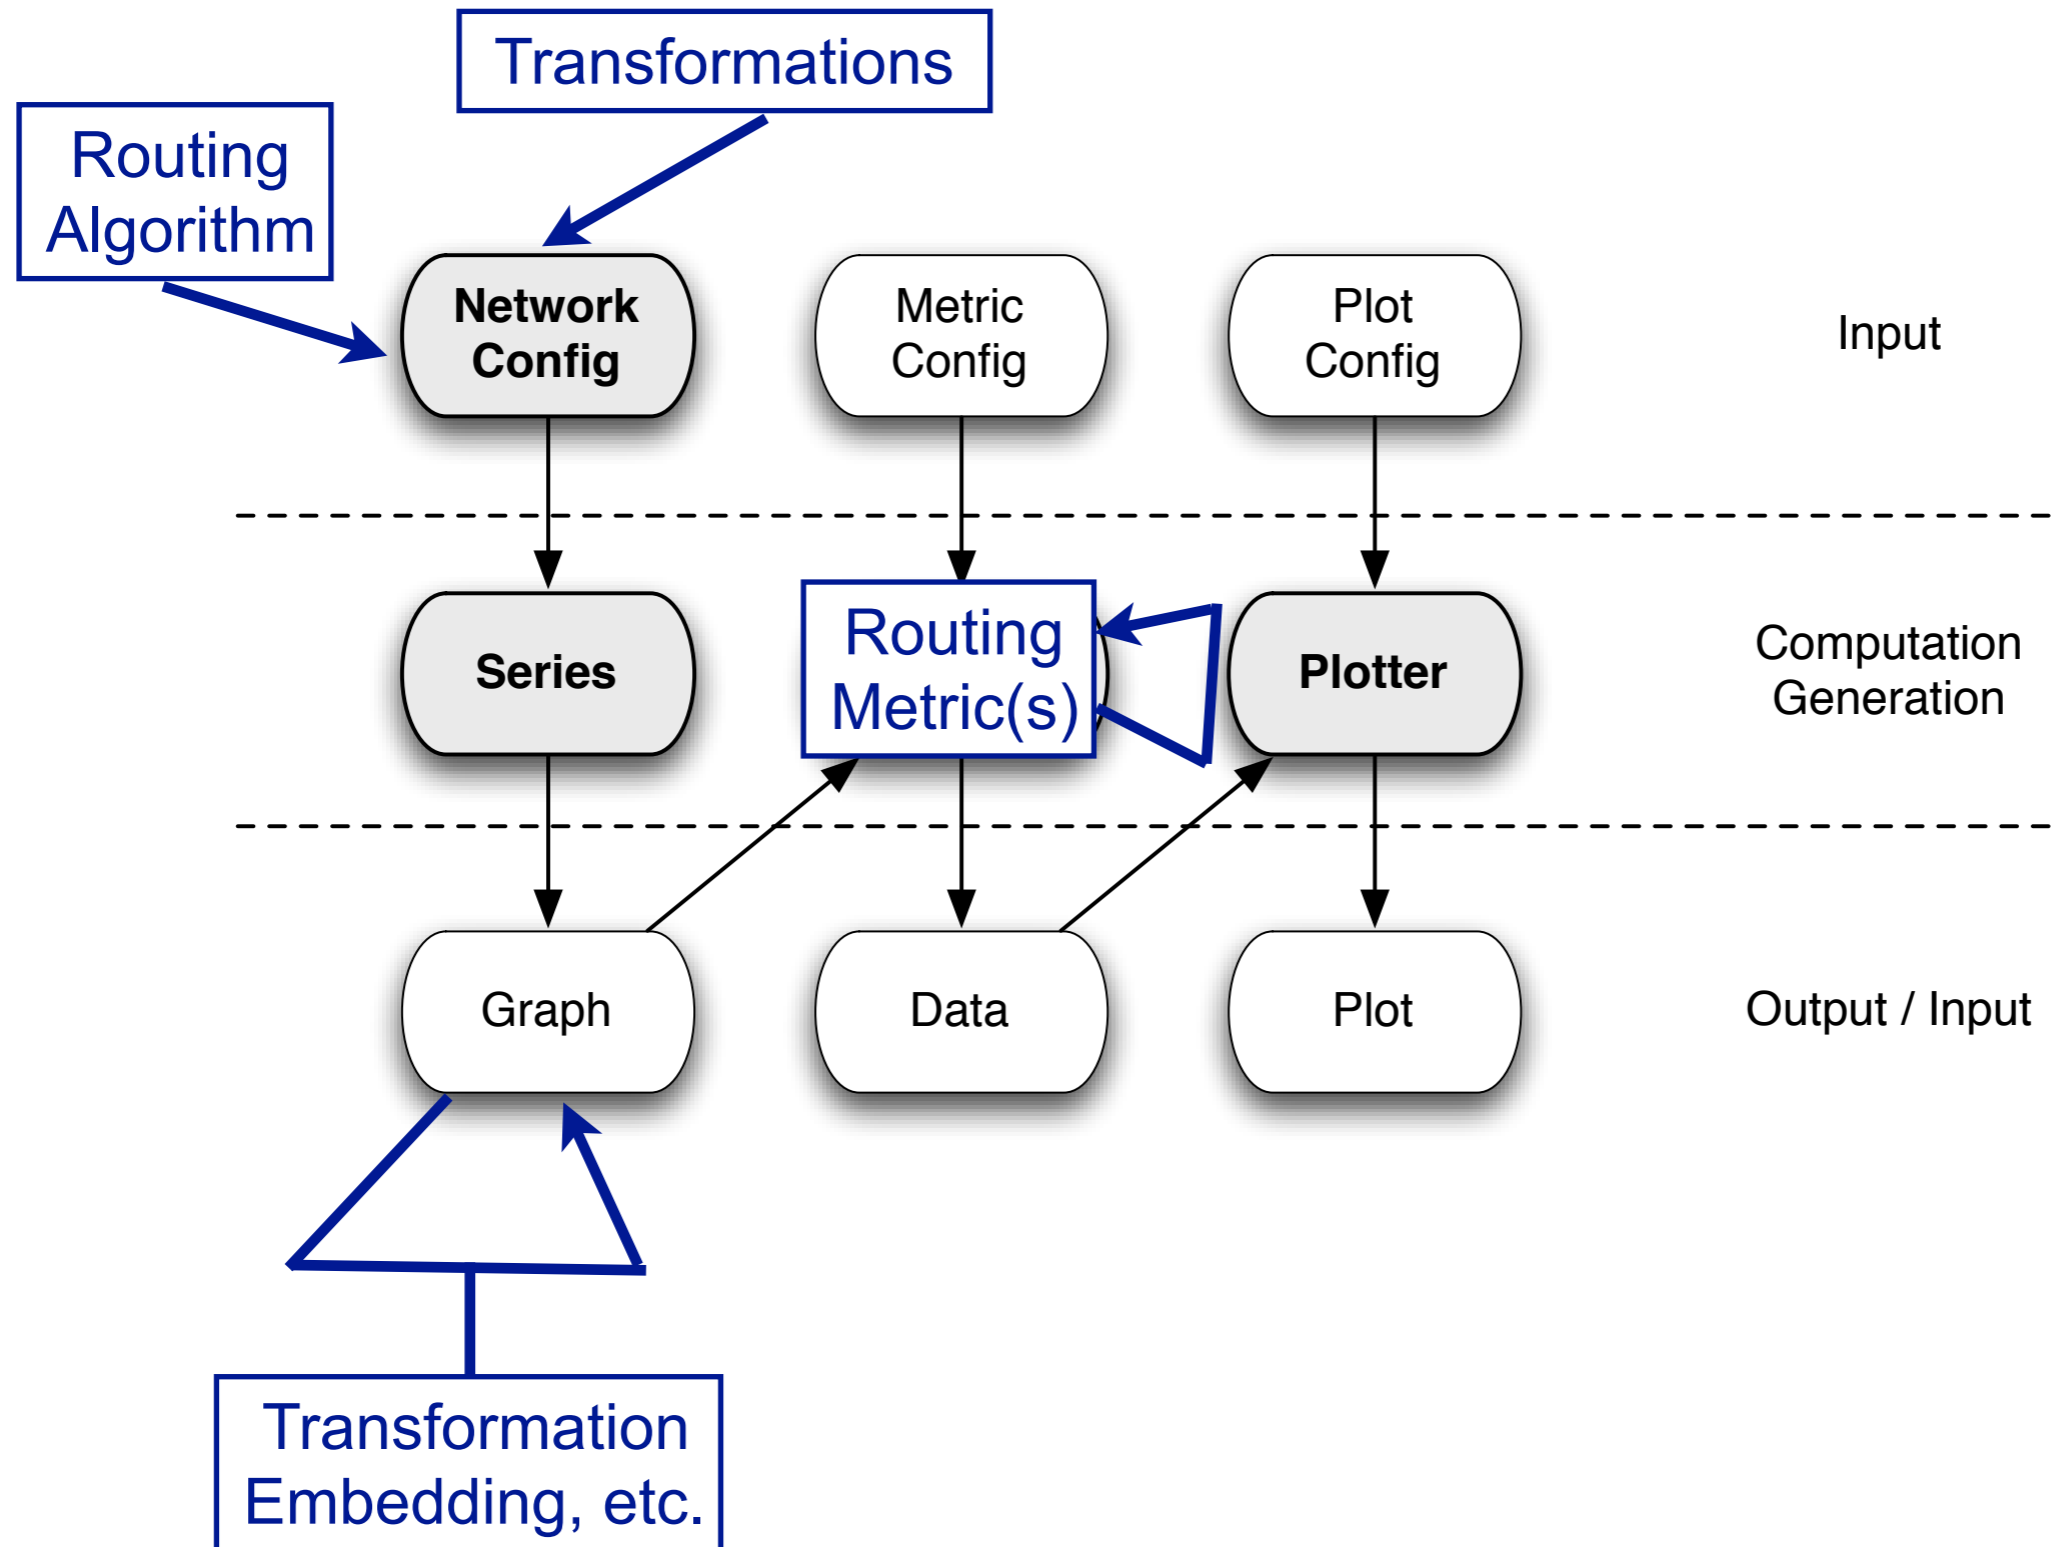 Transformations
Routing
Algorithm
Network
Config
Metric
Config
Plot
Config
Input
Series
Routing
Metric(s)
Plotter
Computation
Generation
Graph
Data
Plot
Output / Input
Transformation
Embedding, etc.